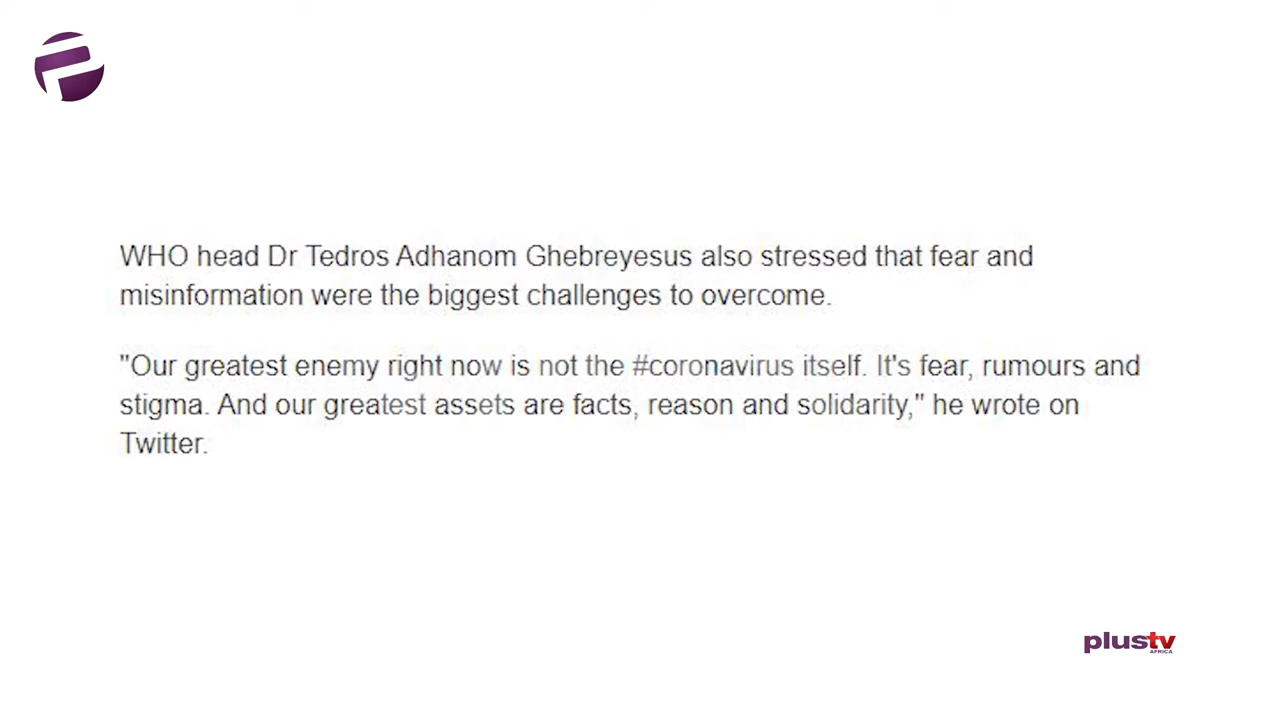 WHO head Dr Tedros Adhanom Ghebreyesus also stressed that fear and
misinformation were the biggest challenges to overcome.
"Our greatest enemy right now is not the #coronavirus itself. It's fear, rumours and
stigma. And our greatest assets are facts, reason and solidarity," he wrote on
Twitter.
plustv
AFRICA